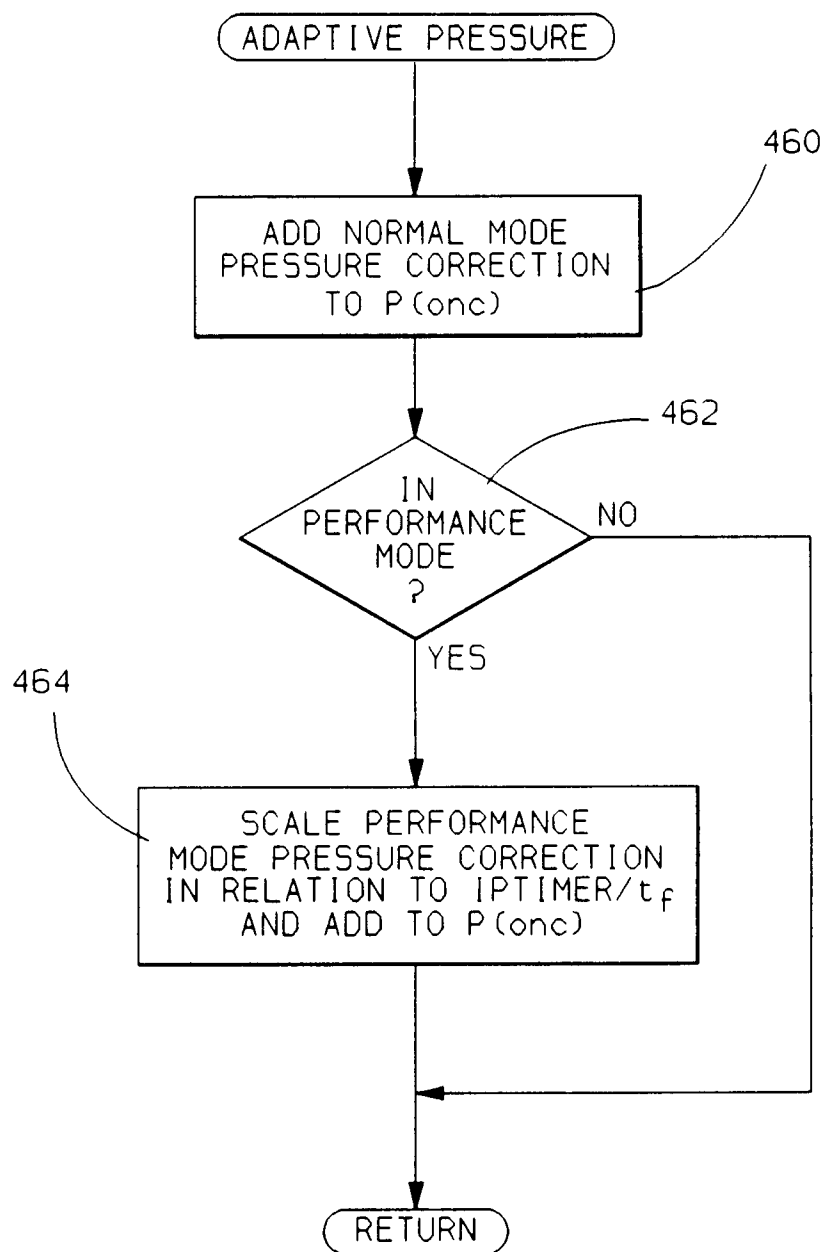 ADAPTIVE PRESSURE
460
ADD NORMAL MODE
PRESSURE CORRECTION
TO P(onc)
462
IN
PERFORMANCE
MODE
?
NO
YES
464
SCALE PERFORMANCE
MODE PRESSURE CORRECTION
IN RELATION TO IPTIMER/tf
AND ADD TO P(onc)
RETURN